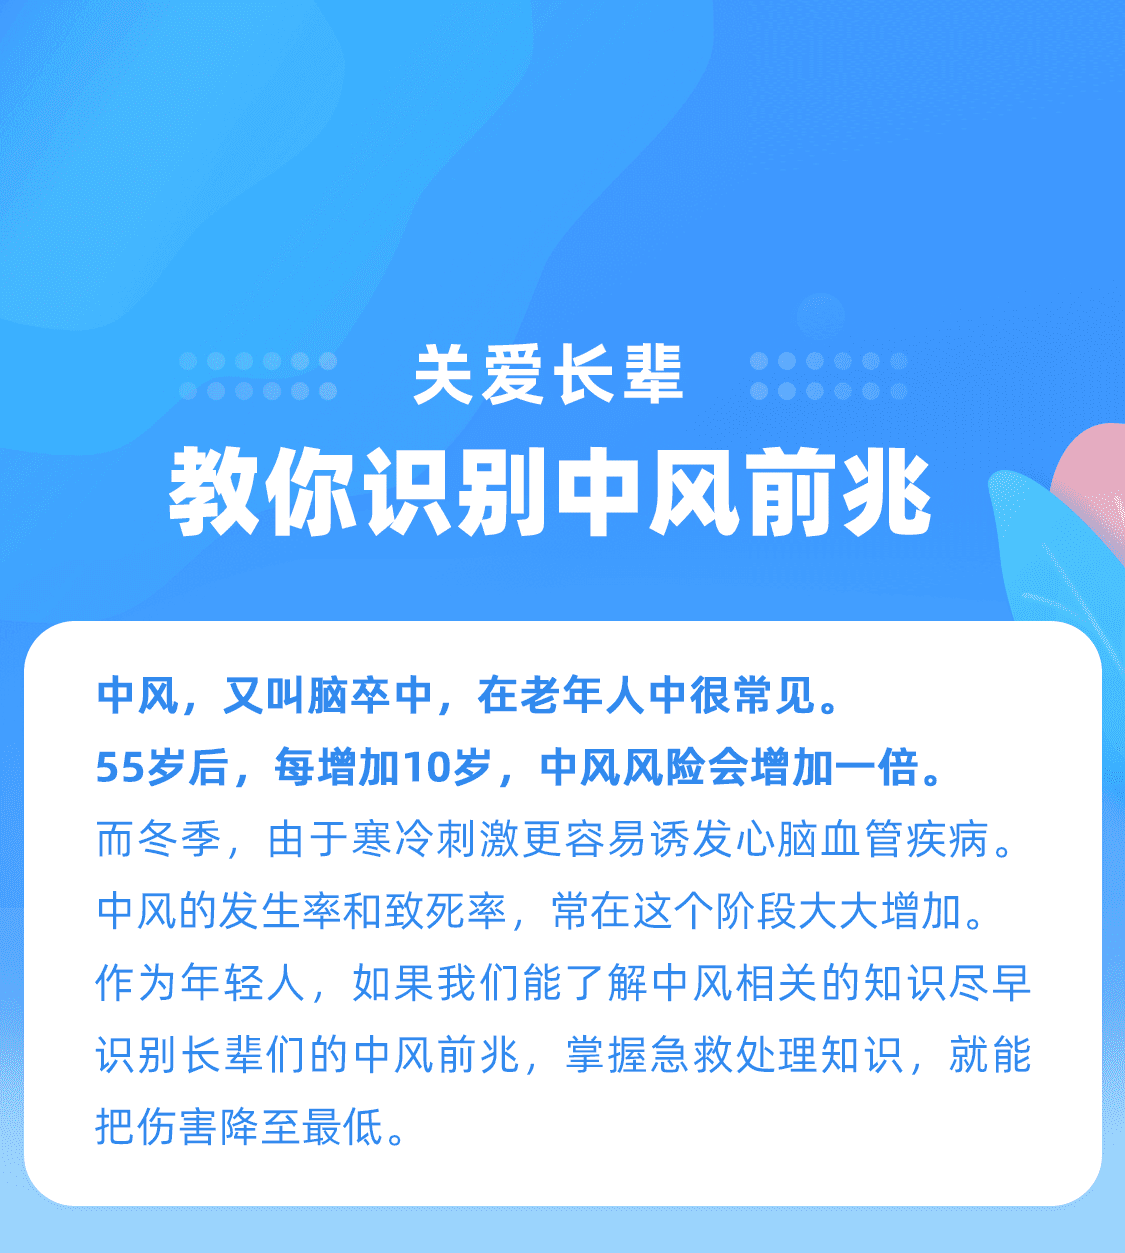 关爱长辈
教你识别中风前兆
中风，又叫脑卒中，在老年人中很常见。
55岁后，每增加10岁，中风风险会增加一倍。
而冬季，由于寒冷刺激更容易诱发心脑血管疾病。
中风的发生率和致死率，常在这个阶段大大增加。
作为年轻人，如果我们能了解中风相关的知识尽早
识别长辈们的中风前兆，掌握急救处理知识，就能
把伤害降至最低。